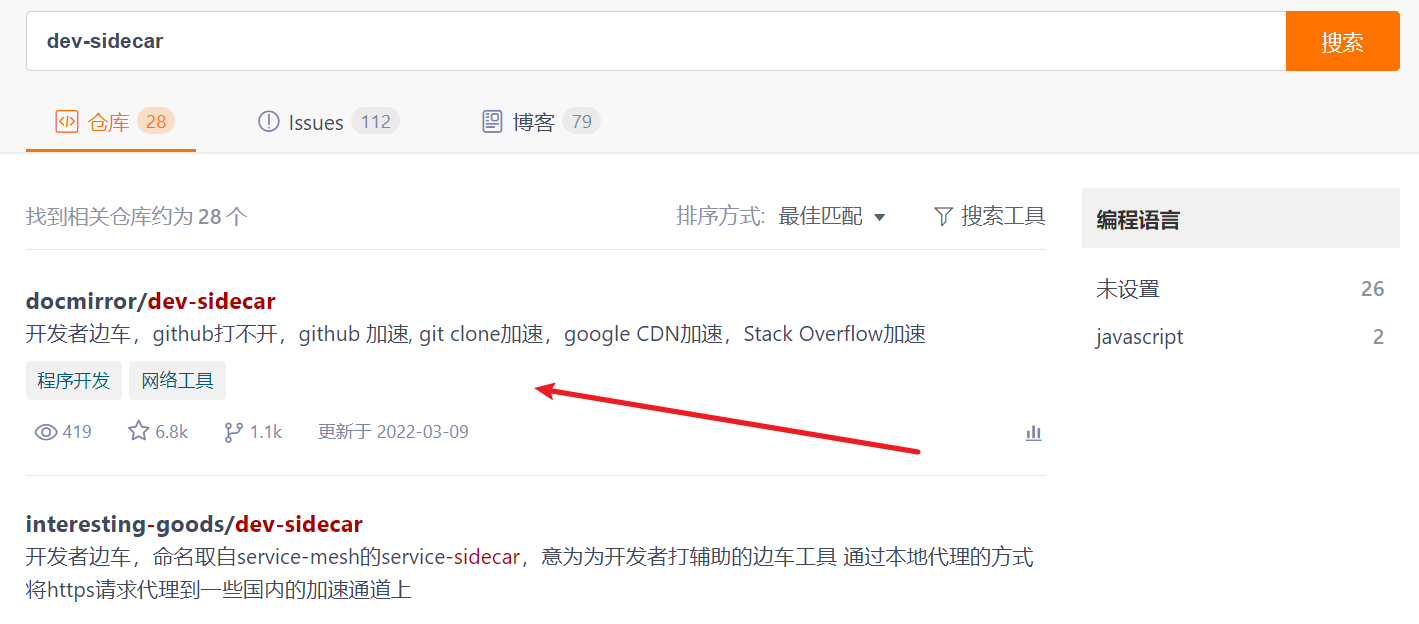 dev-sidecar 搜索
仓库 28 Issues 112 博客 79
找到相关仓库约为 28 个 排序方式: 最佳匹配 搜索工具
docmirror/dev-sidecar
开发者边车，github打不开，github 加速, git clone加速，google CDN加速，Stack Overflow加速
程序开发 网络工具
419 6.8k 1.1k 更新于 2022-03-09
interesting-goods/dev-sidecar
开发者边车，命名取自service-mesh的service-sidecar，意为为开发者打辅助的边车工具 通过本地代理的方式
将https请求代理到一些国内的加速通道上
编程语言
未设置 26
javascript 2